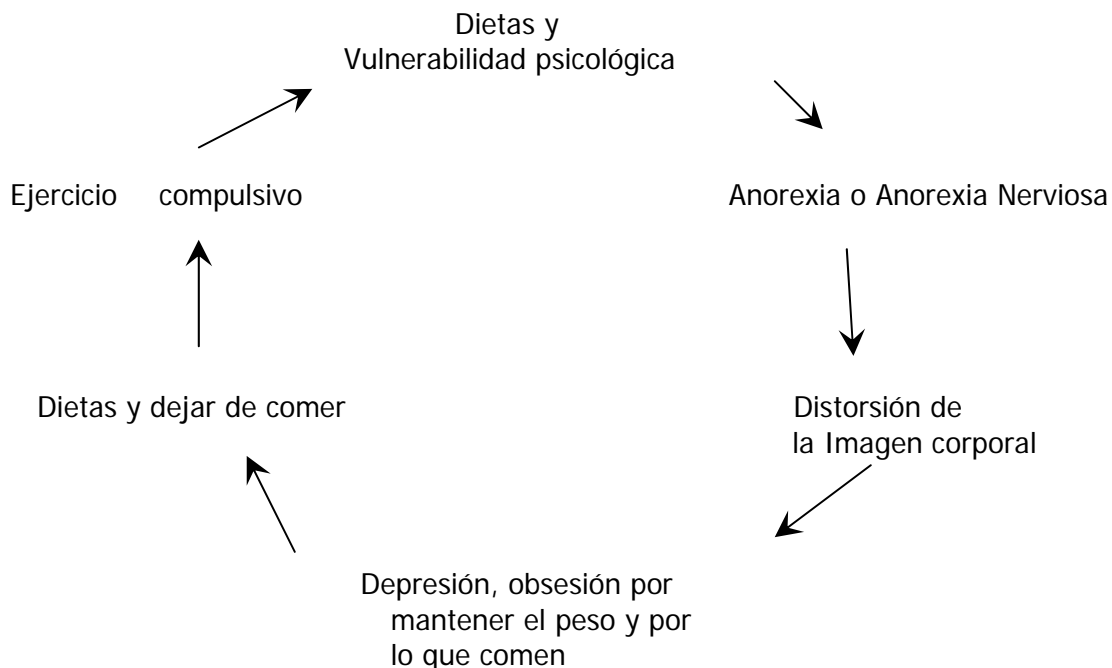 Dietas y
Vulnerabilidad psicológica
Ejercicio compulsivo
Anorexia o Anorexia Nerviosa
Dietas y dejar de comer
Distorsión de
la Imagen corporal
Depresión, obsesión por
mantener el peso y por
lo que comen